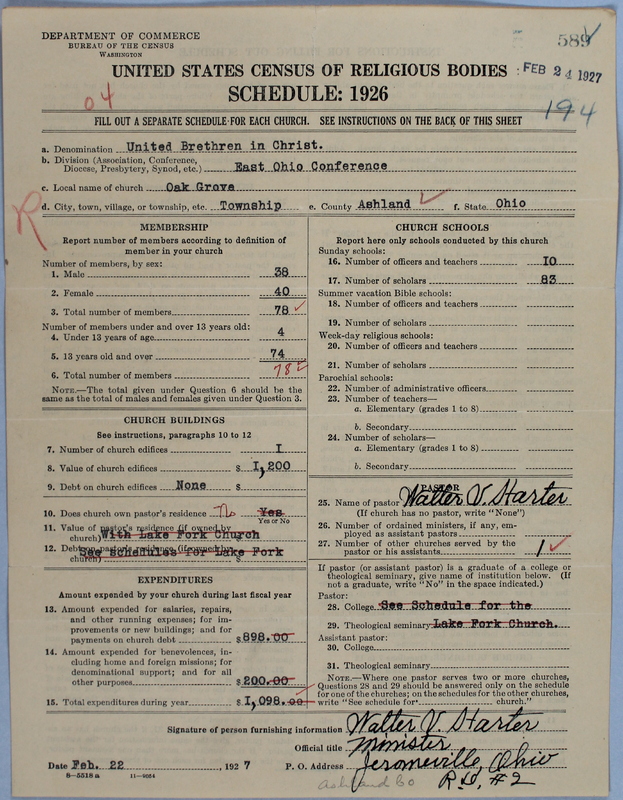 DEPARTMENT OF COMMERCE
BUREAU OF THE CENSUS
WASHINGTON
589
FEB 24 1927
UNITED STATES CENSUS OF RELIGIOUS BODIES
SCHEDULE: 1926
04
194
FILL OUT A SEPARATE SCHEDULE FOR EACH CHURCH. SEE INSTRUCTIONS ON THE BACK OF THIS SHEET
a. Denomination United Brethren in Christ.
b. Division (Association, Conference, Diocese, Presbytery, Synod, etc.) East Ohio Conference
c. Local name of church Oak Grove
d. City, town, village, or township, etc. Township e. County Ashland f. State. Ohio
R
MEMBERSHIP
Report number of members according to definition of
member in your church
Number of members, by sex:
1. Male 38
2. Female 40
3. Total number of members 78
Number of members under and over 13 years old:
4. Under 13 years of age 4
5. 13 years old and over 74
6. Total number of members 78
NOTE.—The total given under Question 6 should be
same as the total of males and females given under Question 3.
CHURCH BUILDINGS
See instructions, paragraphs 10 to 12
7. Number of church edifices 1
8. Value of church edifices $ 1,200
9. Debt on church edifices None $
10. Does church own pastor's residence No Yes
Yes or No
11. Value of pastor's residence (if owned by
church) With Lake Fork Church
12. Debt on pastor's residence (if owned by
church) See schedules for Lake Fork
EXPENDITURES
Amount expended by your church during last fiscal year
13. Amount expended for salaries, repairs,
and other running expenses; for im-
provements or new buildings; and for
payments on church debt $898.00
14. Amount expended for benevolences, in-
cluding home and foreign missions; for
denominational support; and for all
other purposes $200.00
15. Total expenditures during year $1,098.00
CHURCH SCHOOLS
Report here only schools conducted by this church
Sunday schools:
16. Number of officers and teachers 10
17. Number of scholars 83
Summer vacation Bible schools:
18. Number of officers and teachers
19. Number of scholars
Week-day religious schools:
20. Number of officers and teachers
21. Number of scholars
Parochial schools:
22. Number of administrative officers
23. Number of teachers—
a. Elementary (grades 1 to 8)
b. Secondary
24. Number of scholars—
a. Elementary (grades 1 to 8)
b. Secondary
PASTOR
25. Name of pastor Walter V. Starter
(If church has no pastor, write "None")
26. Number of ordained ministers, if any, em-
ployed as assistant pastors
27. Number of other churches served by the
pastor or his assistants 1
If pastor (or assistant pastor) is a graduate of a college or
theological seminary, give name of institution below. (If
not a graduate, write "No" in the space indicated.)
Pastor:
28. College See Schedule for the
29. Theological seminary Lake Fork Church.
Assistant pastor:
30. College
31. Theological seminary
NOTE.—Where one pastor serves two or more churches,
Questions 28 and 29 should be answered only on the schedule
for one of the churches; on the schedules for the other churches,
write "See schedule for church."
Signature of person furnishing information Walter V. Starter
Official title Minister
Date Feb. 22, 1927 P. O. Address Jeromeville, Ohio
R.D. #2
8—5518 a 11—9054
Ashland Co